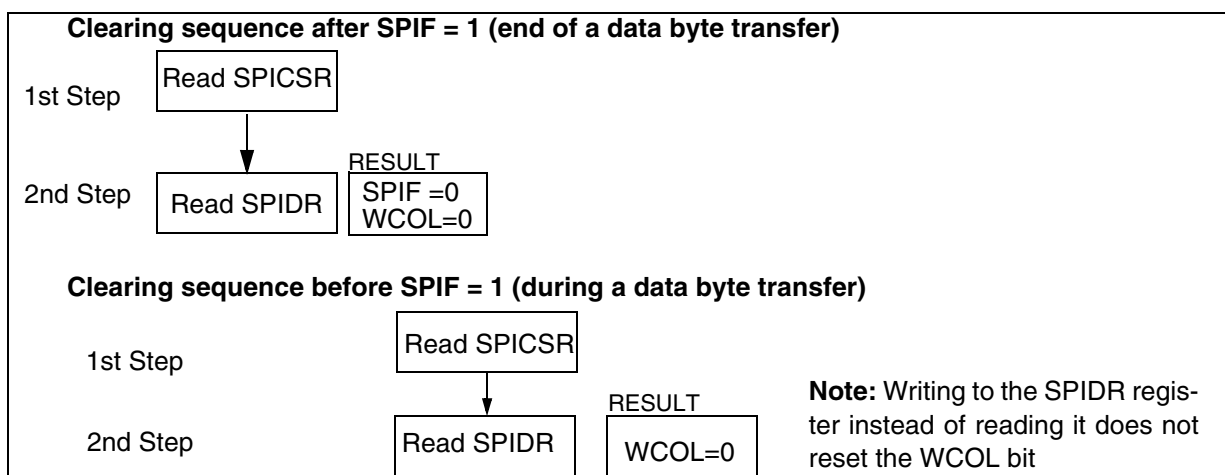 Clearing sequence after SPIF = 1 (end of a data byte transfer)
1st Step
Read SPICSR
2nd Step
Read SPIDR
RESULT
SPIF =0
WCOL=0
Clearing sequence before SPIF = 1 (during a data byte transfer)
1st Step
Read SPICSR
2nd Step
Read SPIDR
RESULT
WCOL=0
Note: Writing to the SPIDR regis-
ter instead of reading it does not
reset the WCOL bit